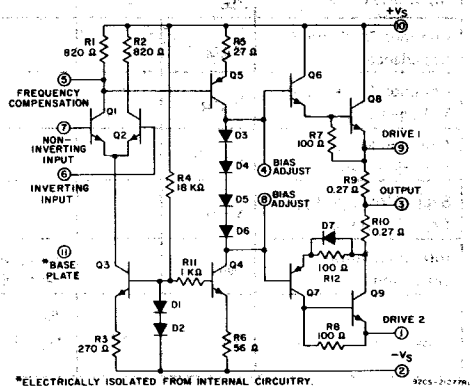 +VS
10
R1
820 Ω
R2
820 Ω
R5
27 Ω
5
FREQUENCY
COMPENSATION
Q5
Q6
Q8
Q1
Q2
7
NON-
INVERTING
INPUT
6
INVERTING
INPUT
D3
R7
100 Ω
DRIVE 1
9
4
BIAS
ADJUST
D4
R4
18 KΩ
R9
0.27 Ω
OUTPUT
3
8
BIAS
ADJUST
D5
R10
0.27 Ω
D6
D7
11
*BASE
PLATE
Q3
R11
1 KΩ
Q4
100 Ω
R12
Q7
Q9
D1
D2
R8
100 Ω
DRIVE 2
1
R3
270 Ω
R6
56 Ω
-VS
2
*ELECTRICALLY ISOLATED FROM INTERNAL CIRCUITRY.